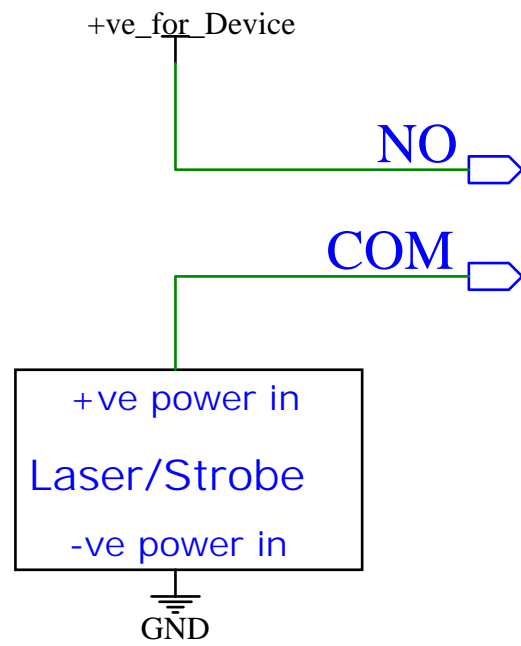 +ve_for_Device
NO
COM
+ve power in
Laser/Strobe
-ve power in
GND